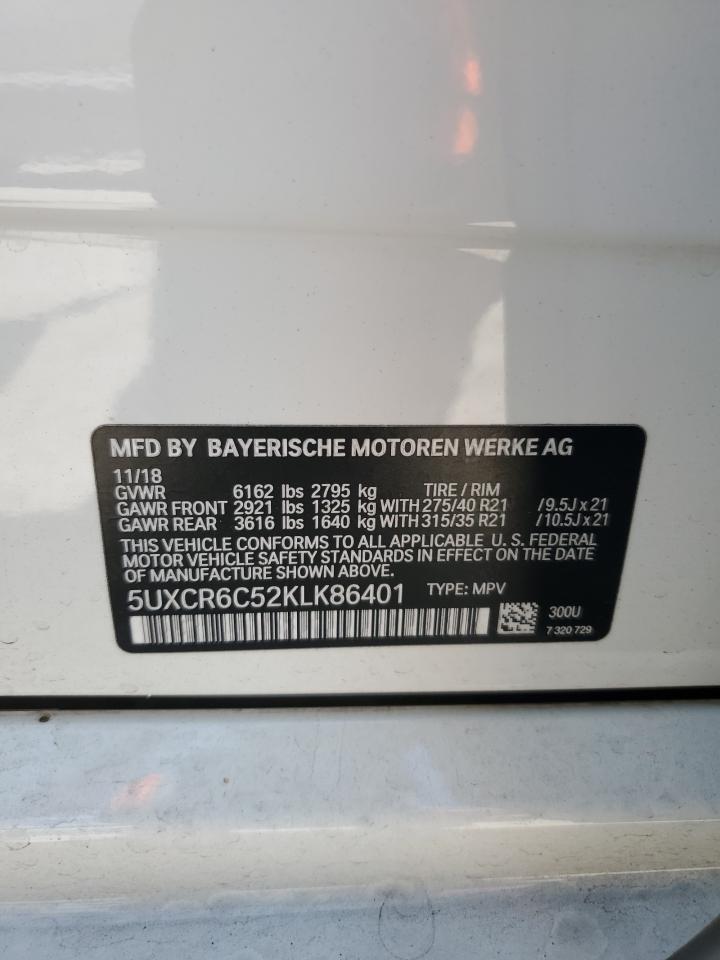 MFD BY BAYERISCHE MOTOREN WERKE AG
11/18
GVWR 6162 lbs 2795 kg TIRE / RIM
GAWR FRONT 2921 lbs 1325 kg WITH 275/40 R21 /9.5J x 21
GAWR REAR 3616 lbs 1640 kg WITH 315/35 R21 /10.5J x 21
THIS VEHICLE CONFORMS TO ALL APPLICABLE U. S. FEDERAL
MOTOR VEHICLE SAFETY STANDARDS IN EFFECT ON THE DATE
OF MANUFACTURE SHOWN ABOVE.
5UXCR6C52KLK86401 TYPE: MPV
300U
7 320 729